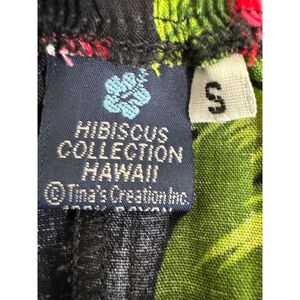 HIBISCUS
COLLECTION
HAWAII
©Tina's Creation Inc.
S